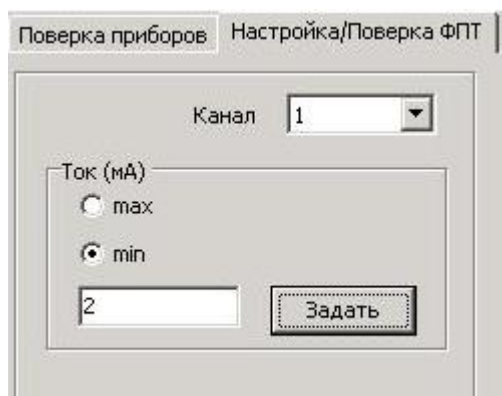 Поверка приборов Настройка/Поверка ФПТ
Канал 1
Ток (мА)
max
min
2 Задать